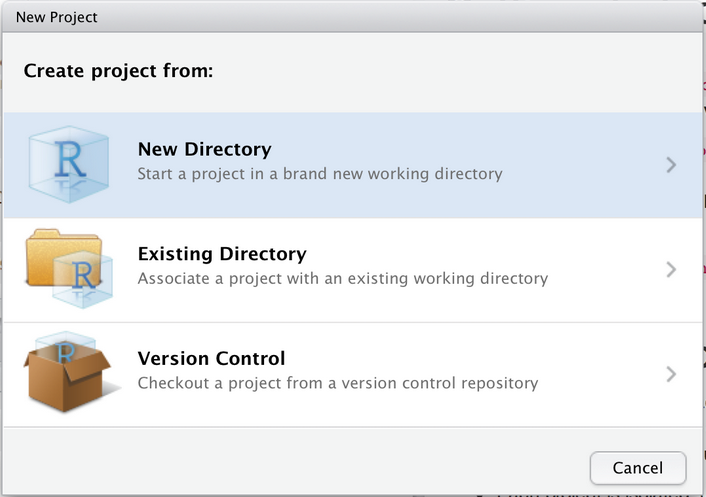 New Project
Create project from:
R
New Directory
Start a project in a brand new working directory
R
Existing Directory
Associate a project with an existing working directory
R
Version Control
Checkout a project from a version control repository
Cancel